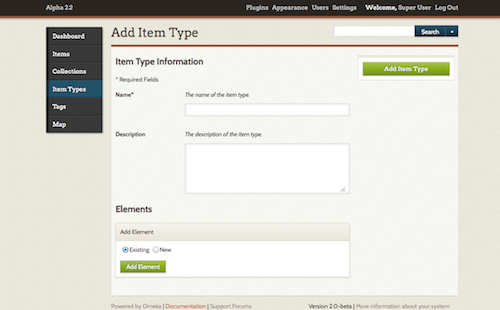 Alpha 2.2
Plugins Appearance Users Settings
Welcome, Super User Log Out
Dashboard
Items
Collections
Item Types
Tags
Map
Add Item Type
Search
Item Type Information
* Required Fields
Name*
The name of the item type.
Description
The description of the item type.
Add Item Type
Elements
Add Element
Existing New
Add Element
Powered by Omeka | Documentation | Support Forums
Version 2.0-beta | More information about your system